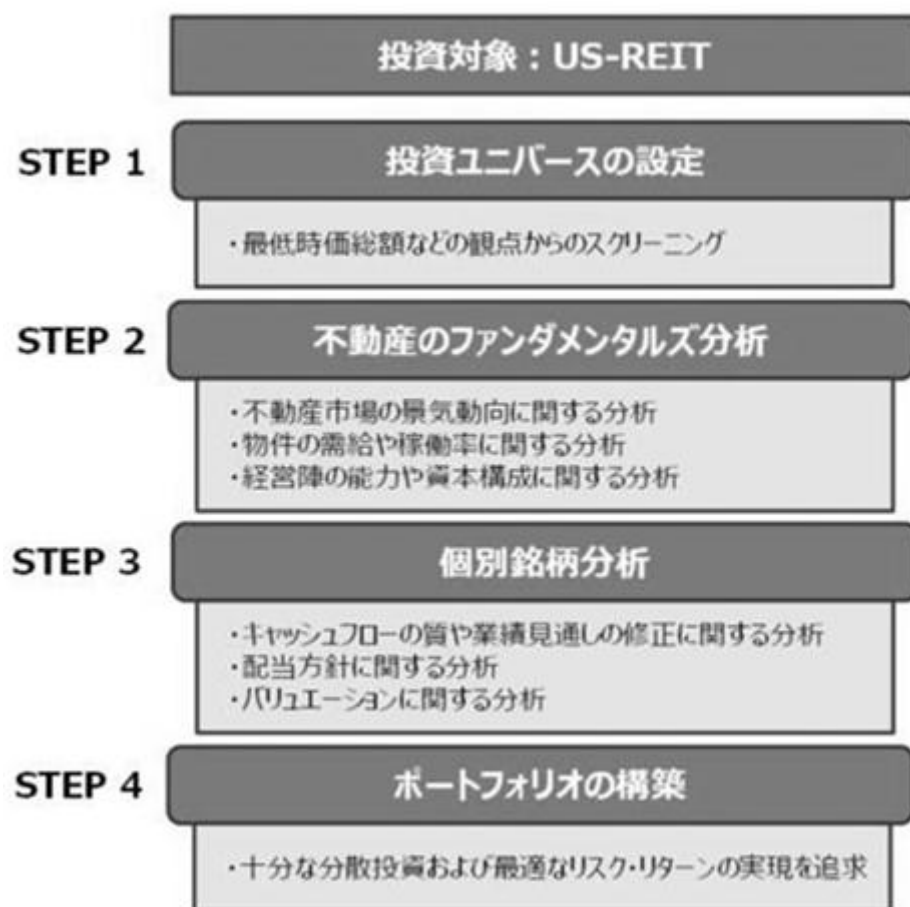 投資対象：US-REIT
STEP 1
投資ユニバースの設定
・最低時価総額などの観点からのスクリーニング
STEP 2
不動産のファンダメンタルズ分析
・不動産市場の景気動向に関する分析
・物件の需給や稼働率に関する分析
・経営陣の能力や資本構成に関する分析
STEP 3
個別銘柄分析
・キャッシュフローの質や業績見通しの修正に関する分析
・配当方針に関する分析
・バリュエーションに関する分析
STEP 4
ポートフォリオの構築
・十分な分散投資および最適なリスク・リターンの実現を追求